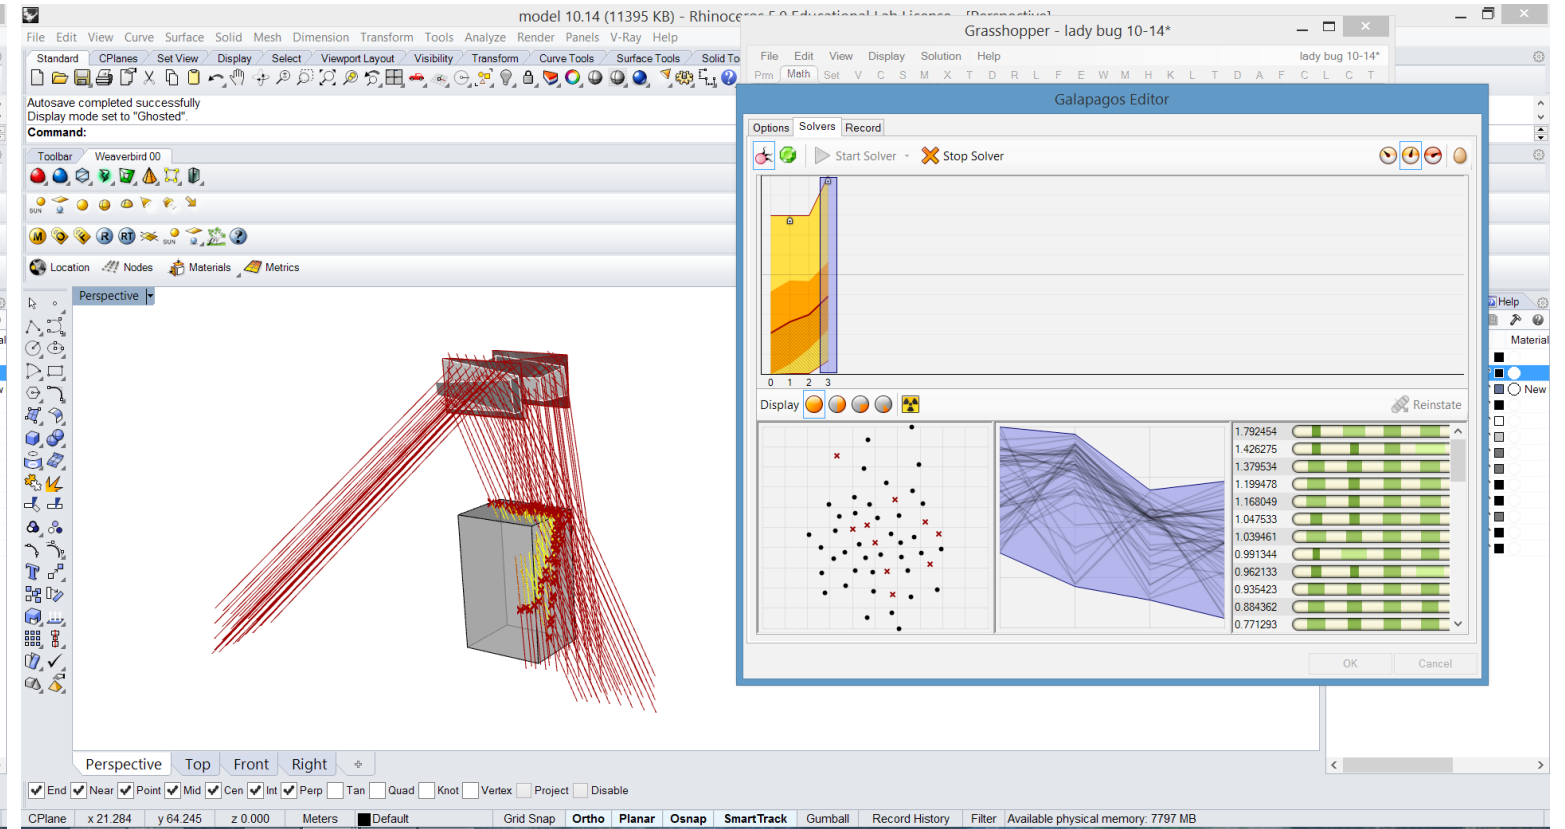 model 10.14 (11395 KB) - Rhinoceros 5.0 Educational Lab License - [Perspective]
File Edit View Curve Surface Solid Mesh Dimension Transform Tools Analyze Render Panels V-Ray Help
Standard CPlanes Set View Display Select Viewport Layout Visibility Transform Curve Tools Surface Tools Solid To
Autosave completed successfully
Display mode set to "Ghosted".
Command:
Toolbar Weaverbird 00
SUN
M R RT SUN
Location Nodes Materials Metrics
Perspective
Grasshopper - lady bug 10-14*
File Edit View Display Solution Help lady bug 10-14*
Prm Math Set V C S M X T D R L F E W M H K L T D A F C L C T
Galapagos Editor
Options Solvers Record
Start Solver Stop Solver
0 1 2 3
Display Reinstate
1.792454
1.426275
1.379534
1.199478
1.168049
1.047533
1.039461
0.991344
0.962133
0.935423
0.884362
0.771293
OK Cancel
Help
Material
New
Perspective Top Front Right
End Near Point Mid Cen Int Perp Tan Quad Knot Vertex Project Disable
CPlane x 21.284 y 64.245 z 0.000 Meters Default Grid Snap Ortho Planar Osnap SmartTrack Gumball Record History Filter Available physical memory: 7797 MB